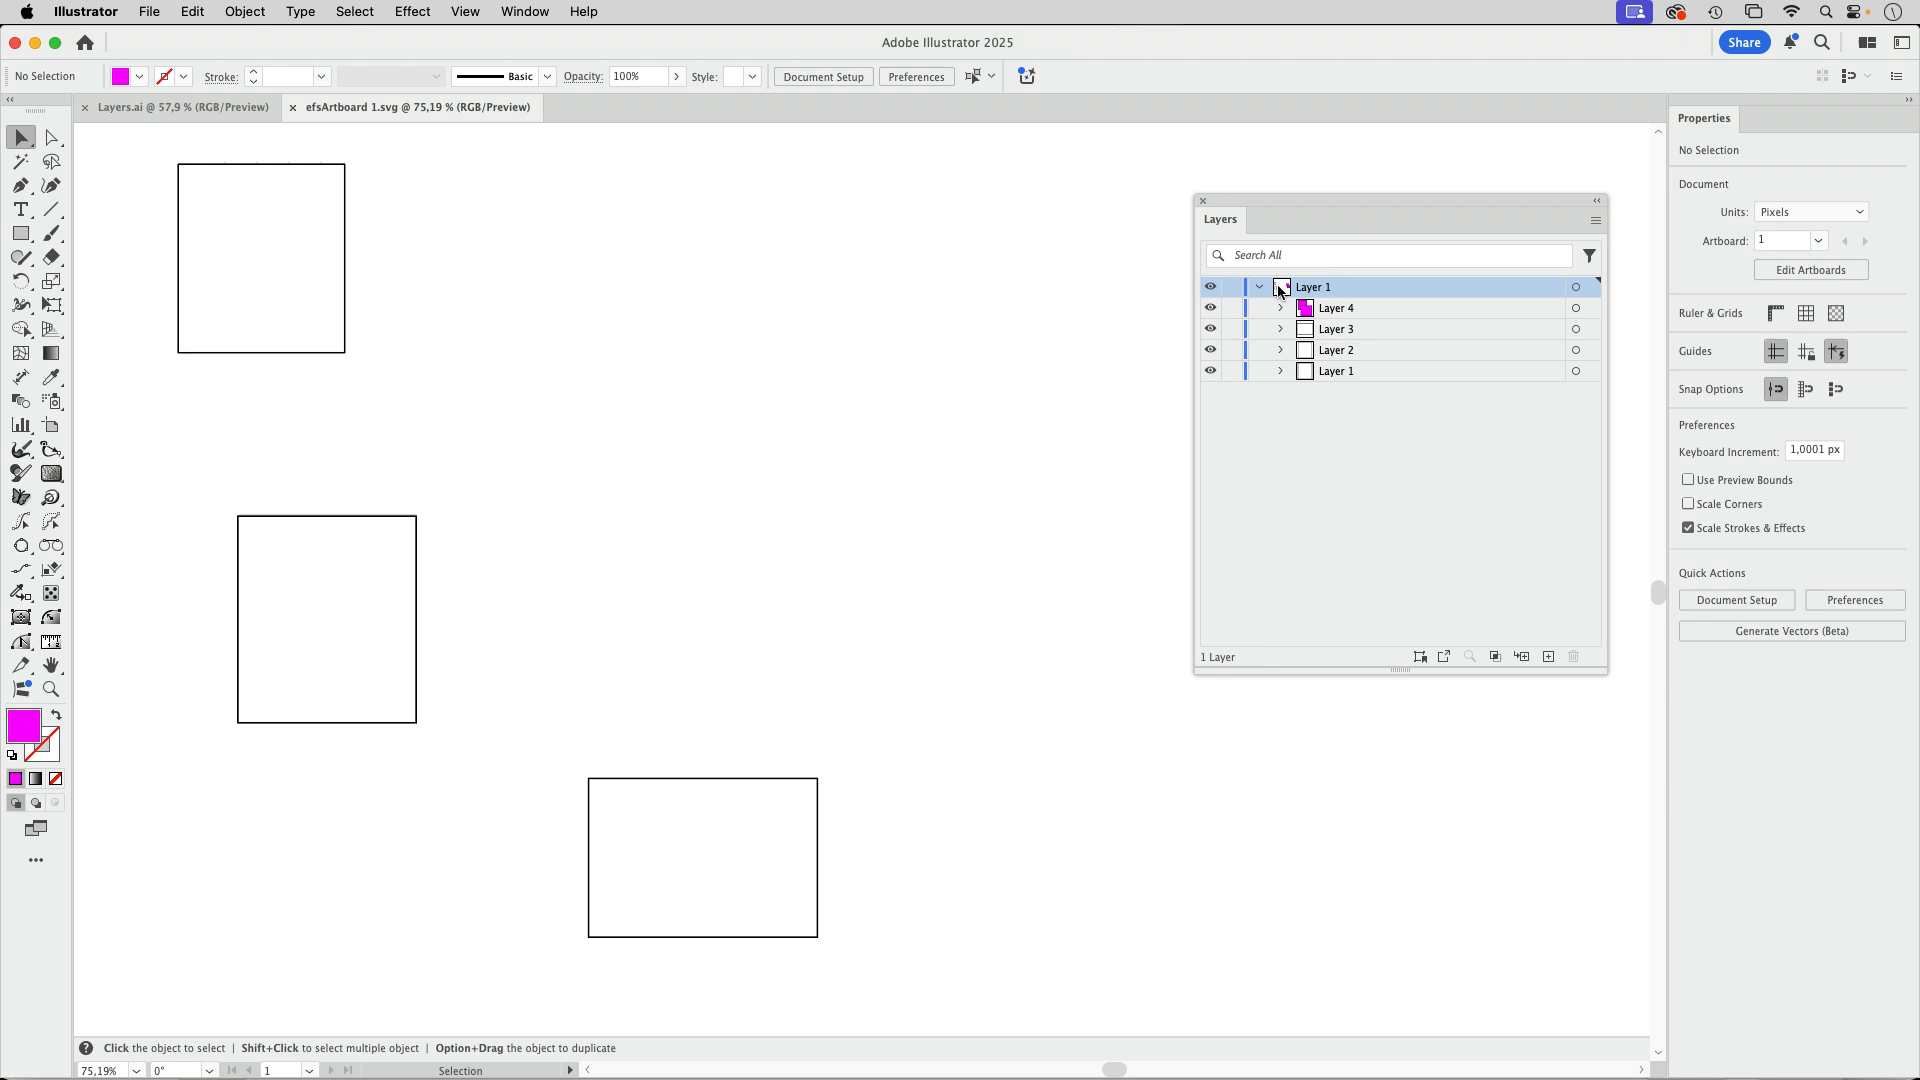 Illustrator File Edit Object Type Select Effect View Window Help
Adobe Illustrator 2025
Share
No Selection
Stroke:
Basic
Opacity: 100%
Style:
Document Setup
Preferences
Layers.ai @ 57,9 % (RGB/Preview)
efsArtboard 1.svg @ 75,19 % (RGB/Preview)
Layers
Search All
Layer 1
Layer 4
Layer 3
Layer 2
Layer 1
1 Layer
Properties
No Selection
Document
Units: Pixels
Artboard: 1
Edit Artboards
Ruler & Grids
Guides
Snap Options
Preferences
Keyboard Increment: 1,0001 px
Use Preview Bounds
Scale Corners
Scale Strokes & Effects
Quick Actions
Document Setup
Preferences
Generate Vectors (Beta)
Click the object to select | Shift+Click to select multiple object | Option+Drag the object to duplicate
75,19% 0° 1 Selection